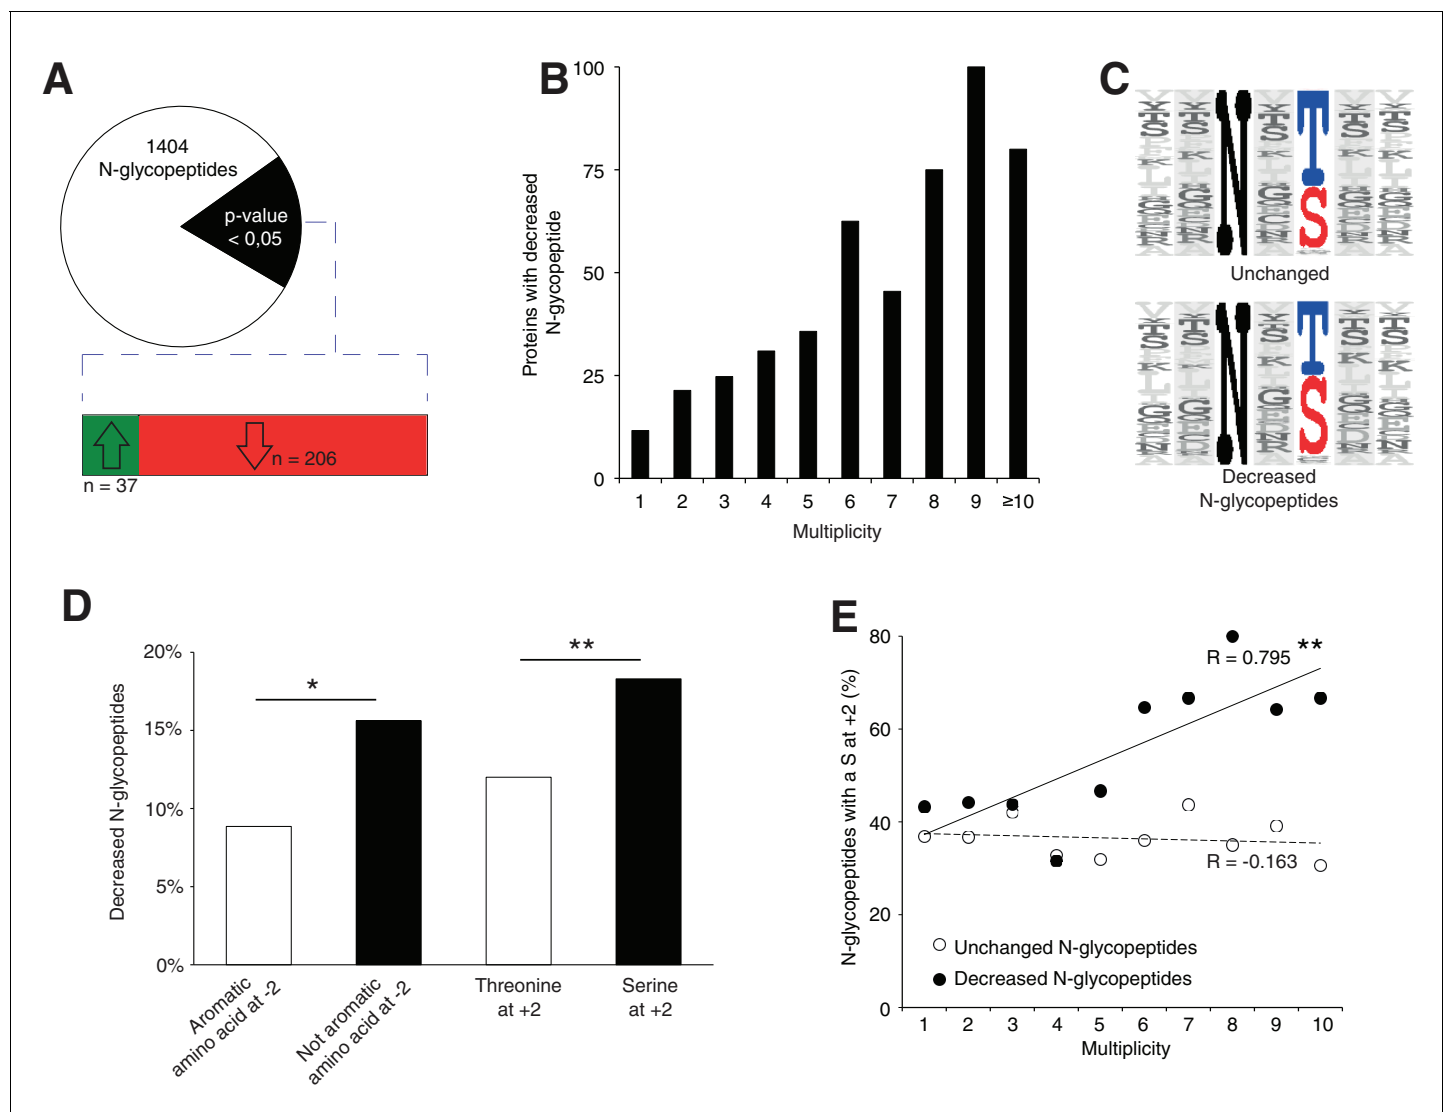 A
1404
N-glycopeptides
p-value
< 0,05
n = 206
n = 37
B
Proteins with decreased
N-gycopeptide
100
75
50
25
0
1 2 3 4 5 6 7 8 9 ≥10
Multiplicity
C
N T
S
Unchanged
N T
S
Decreased
N-glycopeptides
D
Decreased N-glycopeptides
20%
15%
10%
5%
0%
*
**
Aromatic
amino acid at -2
Not aromatic
amino acid at -2
Threonine
at +2
Serine
at +2
E
N-glycopeptides with a S at +2 (%)
80
60
40
20
0
R = 0.795
**
R = -0.163
Unchanged N-glycopeptides
Decreased N-glycopeptides
1 2 3 4 5 6 7 8 9 10
Multiplicity